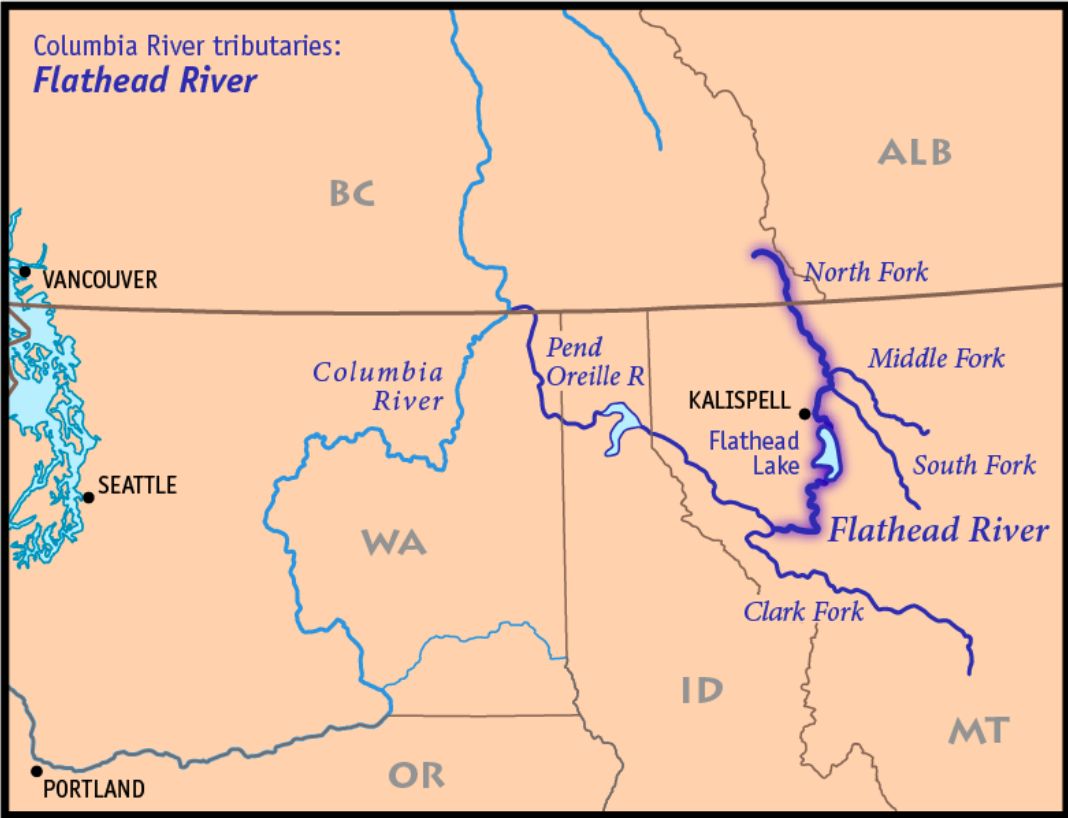 Columbia River tributaries:
Flathead River
ALB
BC
VANCOUVER
North Fork
Pend
Oreille R
Middle Fork
Columbia
River
KALISPELL
Flathead
Lake
South Fork
SEATTLE
Flathead River
WA
Clark Fork
ID
MT
OR
PORTLAND